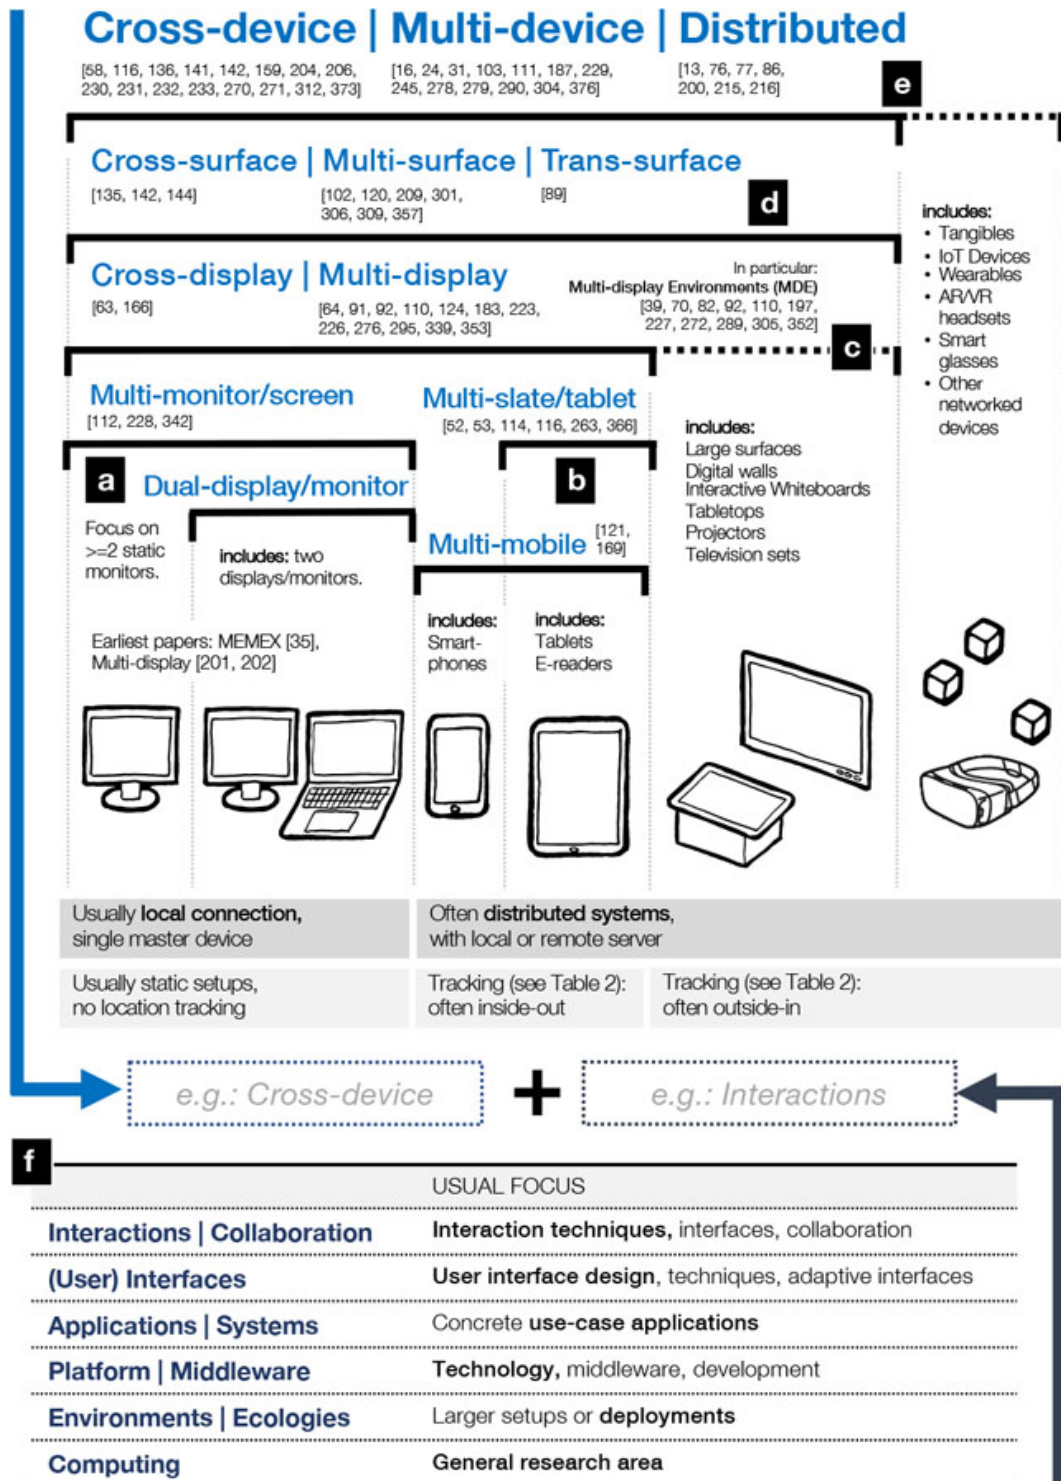 Cross-device | Multi-device | Distributed
[58, 116, 136, 141, 142, 159, 204, 206,
230, 231, 232, 233, 270, 271, 312, 373]
[16, 24, 31, 103, 111, 187, 229,
245, 278, 279, 290, 304, 376]
[13, 76, 77, 86,
200, 215, 216]
e
Cross-surface | Multi-surface | Trans-surface
[135, 142, 144]
[102, 120, 209, 301,
306, 309, 357]
[89]
d
includes:
• Tangibles
• IoT Devices
• Wearables
• AR/VR
headsets
• Smart
glasses
• Other
networked
devices
Cross-display | Multi-display
[63, 166]
[64, 91, 92, 110, 124, 183, 223,
226, 276, 295, 339, 353]
In particular:
Multi-display Environments (MDE)
[39, 70, 82, 92, 110, 197,
227, 272, 289, 305, 352]
c
Multi-monitor/screen
[112, 228, 342]
Multi-slate/tablet
[52, 53, 114, 116, 263, 366]
includes:
Large surfaces
Digital walls
Interactive Whiteboards
Tabletops
Projectors
Television sets
a
Dual-display/monitor
b
Focus on
>=2 static
monitors.
includes: two
displays/monitors.
Multi-mobile [121,
169]
Earliest papers: MEMEX [35],
Multi-display [201, 202]
includes:
Smart-
phones
includes:
Tablets
E-readers
Usually local connection,
single master device
Often distributed systems,
with local or remote server
Usually static setups,
no location tracking
Tracking (see Table 2):
often inside-out
Tracking (see Table 2):
often outside-in
e.g.: Cross-device + e.g.: Interactions
f
USUAL FOCUS
Interactions | Collaboration Interaction techniques, interfaces, collaboration
(User) Interfaces User interface design, techniques, adaptive interfaces
Applications | Systems Concrete use-case applications
Platform | Middleware Technology, middleware, development
Environments | Ecologies Larger setups or deployments
Computing General research area